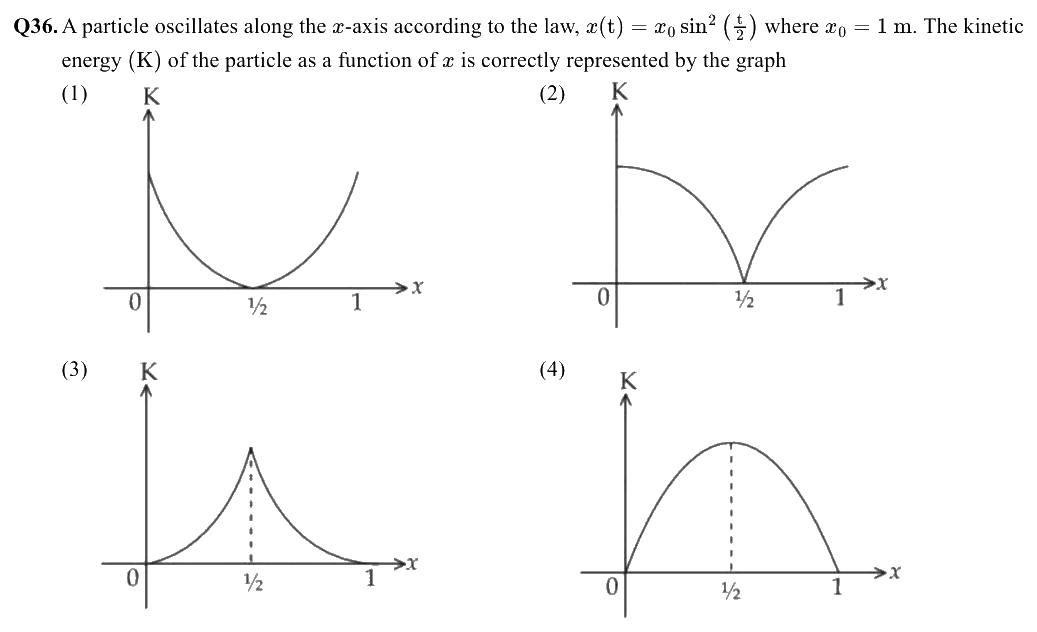 Q36. A particle oscillates along the x-axis according to the law, x(t) = x₀ sin² (t/2) where x₀ = 1 m. The kinetic
energy (K) of the particle as a function of x is correctly represented by the graph
(1) (2)
K K
0 ½ 1 x 0 ½ 1 x
(3) (4)
K K
0 ½ 1 x 0 ½ 1 x